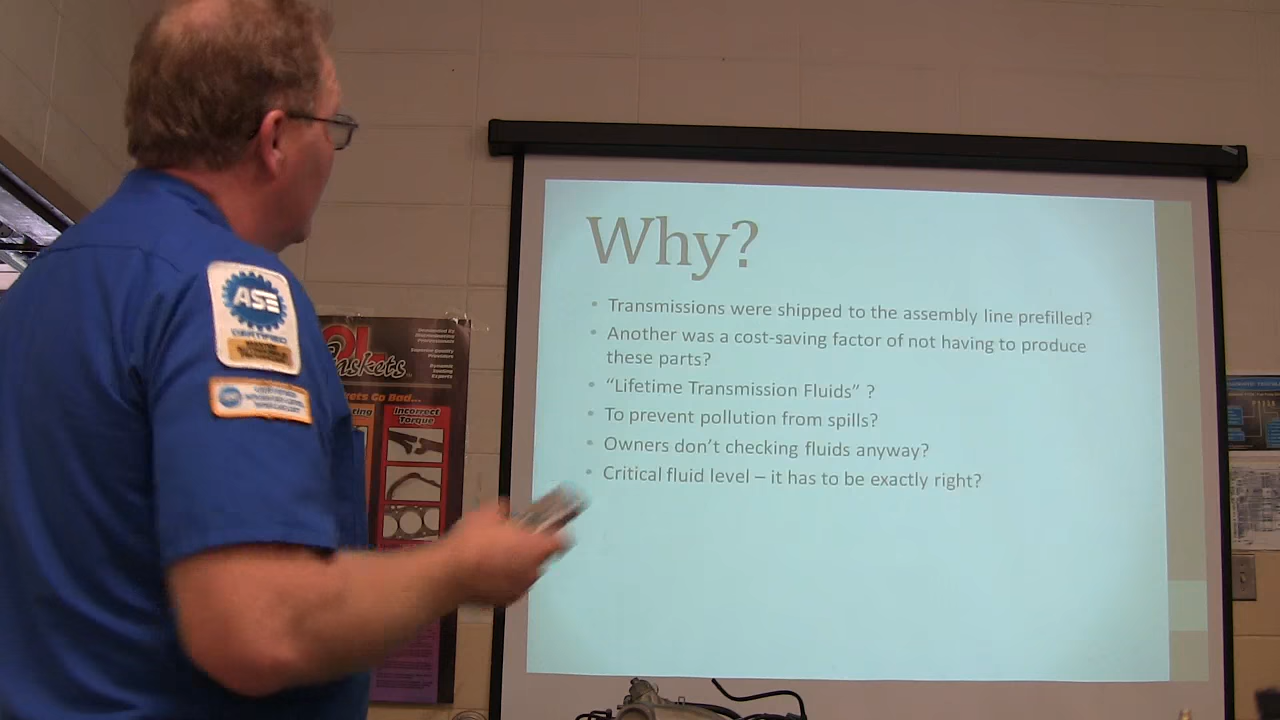 Why?
• Transmissions were shipped to the assembly line prefilled?
• Another was a cost-saving factor of not having to produce
these parts?
• “Lifetime Transmission Fluids” ?
• To prevent pollution from spills?
• Owners don’t checking fluids anyway?
• Critical fluid level – it has to be exactly right?
ASE
CERTIFIED
Incorrect
Torque